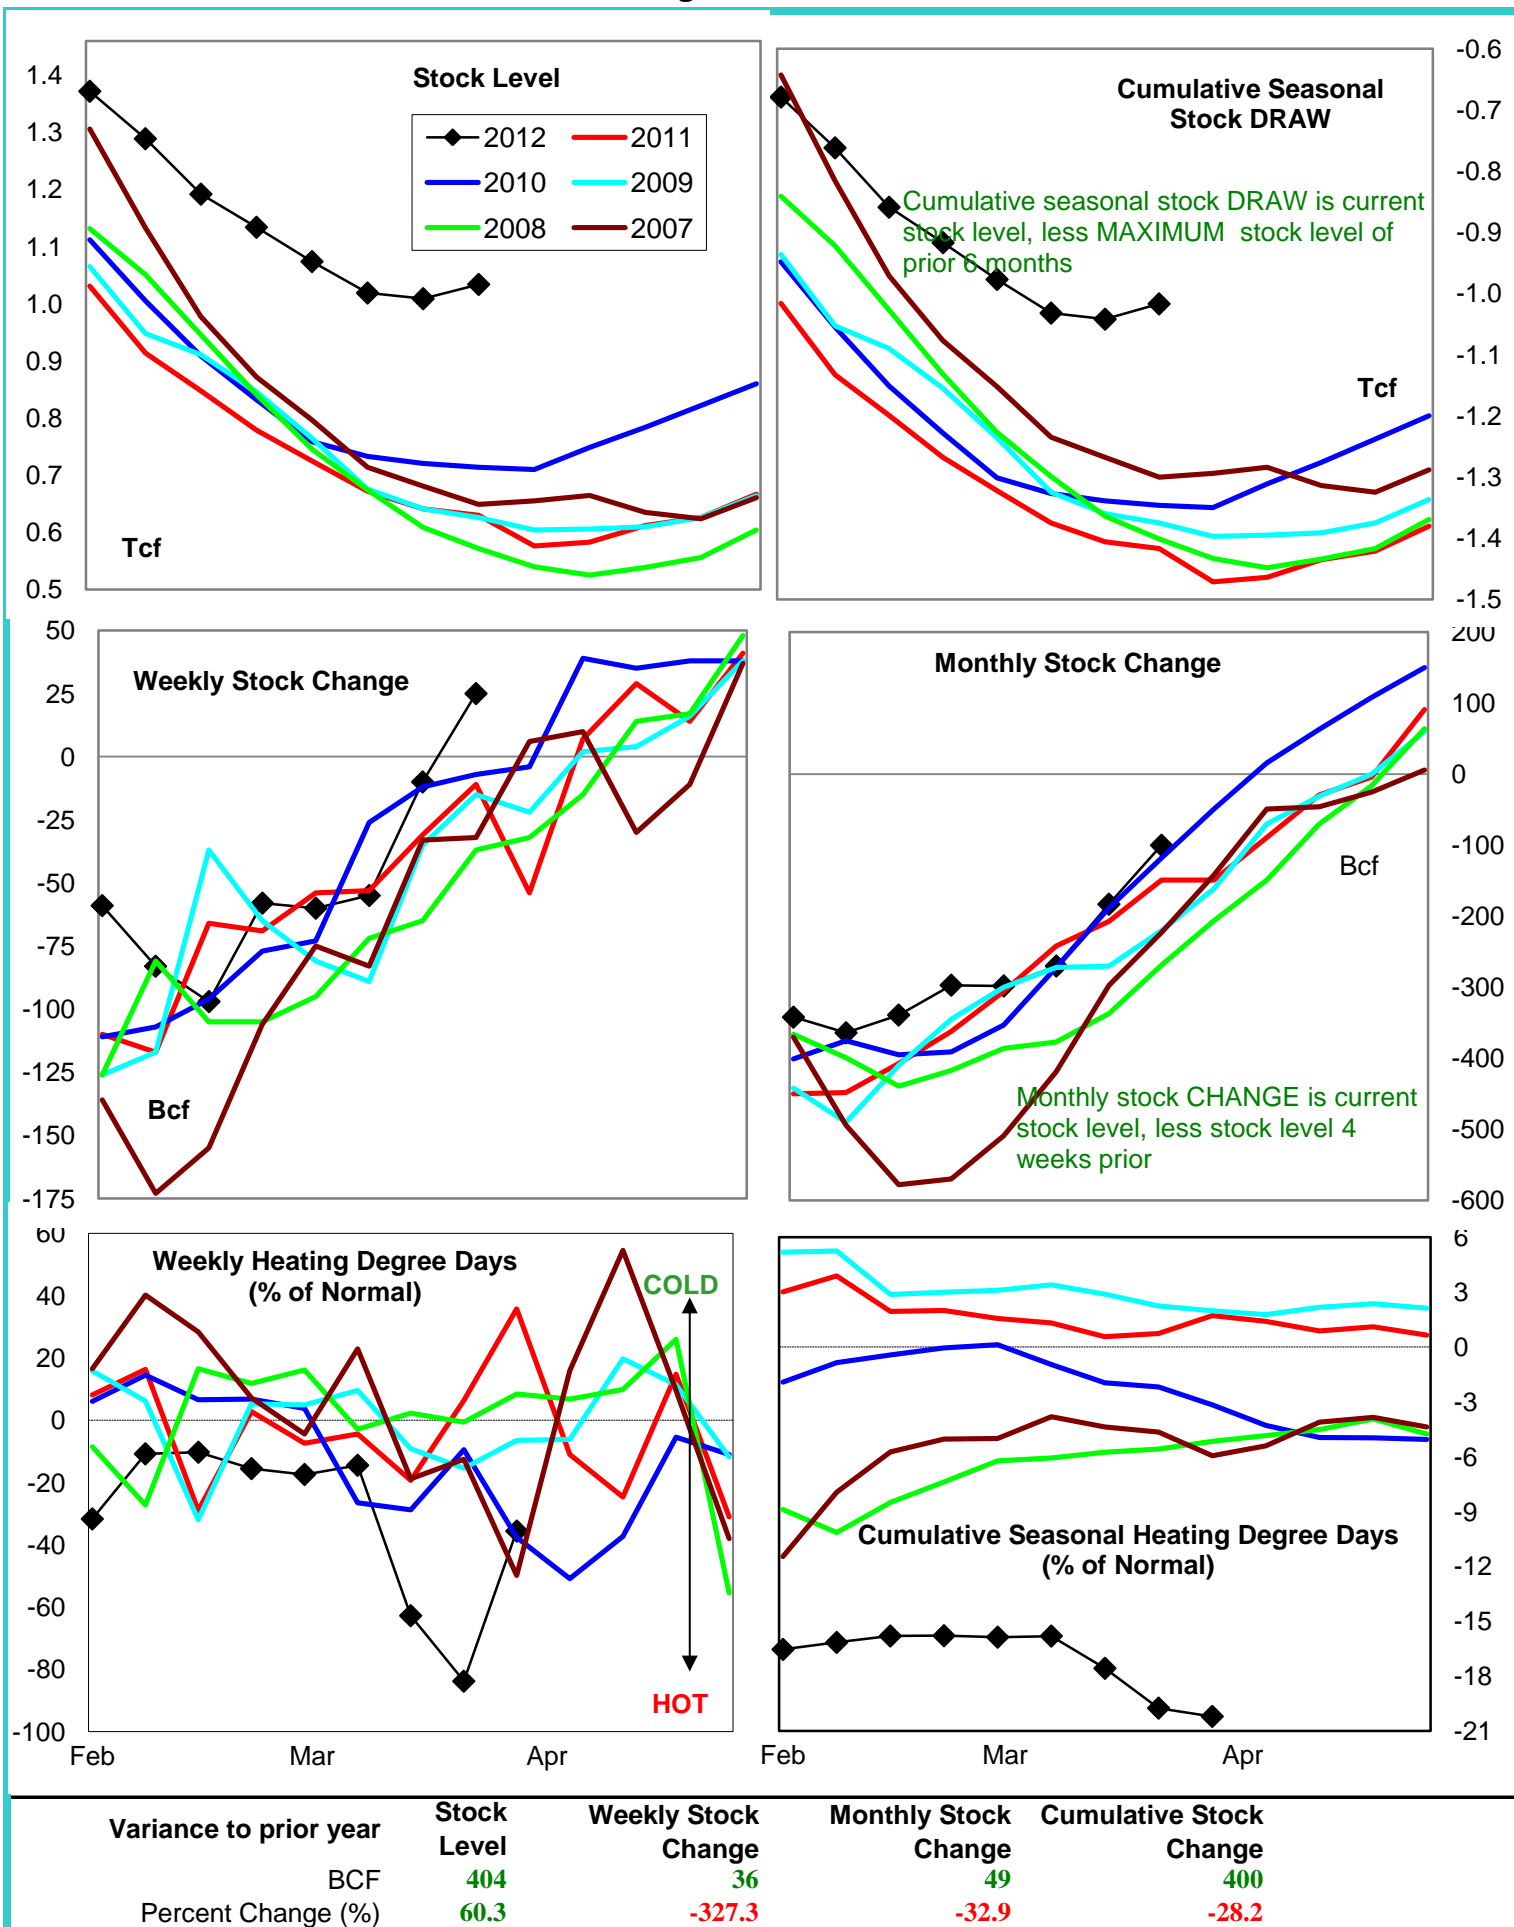 Stock Level
1.4
1.3
1.2
1.1
1.0
0.9
0.8
0.7
0.6
0.5
2012 2011
2010 2009
2008 2007
Tcf
Cumulative Seasonal
Stock DRAW
Cumulative seasonal stock DRAW is current
stock level, less MAXIMUM stock level of
prior 6 months
Tcf
-0.6
-0.7
-0.8
-0.9
-1.0
-1.1
-1.2
-1.3
-1.4
-1.5
Weekly Stock Change
50
25
0
-25
-50
-75
-100
-125
-150
-175
Bcf
Monthly Stock Change
200
100
0
-100
-200
-300
-400
-500
-600
Bcf
Monthly stock CHANGE is current
stock level, less stock level 4
weeks prior
Weekly Heating Degree Days
(% of Normal)
60
40
20
0
-20
-40
-60
-80
-100
COLD
HOT
Feb Mar Apr
6
3
0
-3
-6
-9
-12
-15
-18
-21
Cumulative Seasonal Heating Degree Days
(% of Normal)
Feb Mar Apr
Variance to prior year Stock Level Weekly Stock Change Monthly Stock Change Cumulative Stock Change
BCF 404 36 49 400
Percent Change (%) 60.3 -327.3 -32.9 -28.2